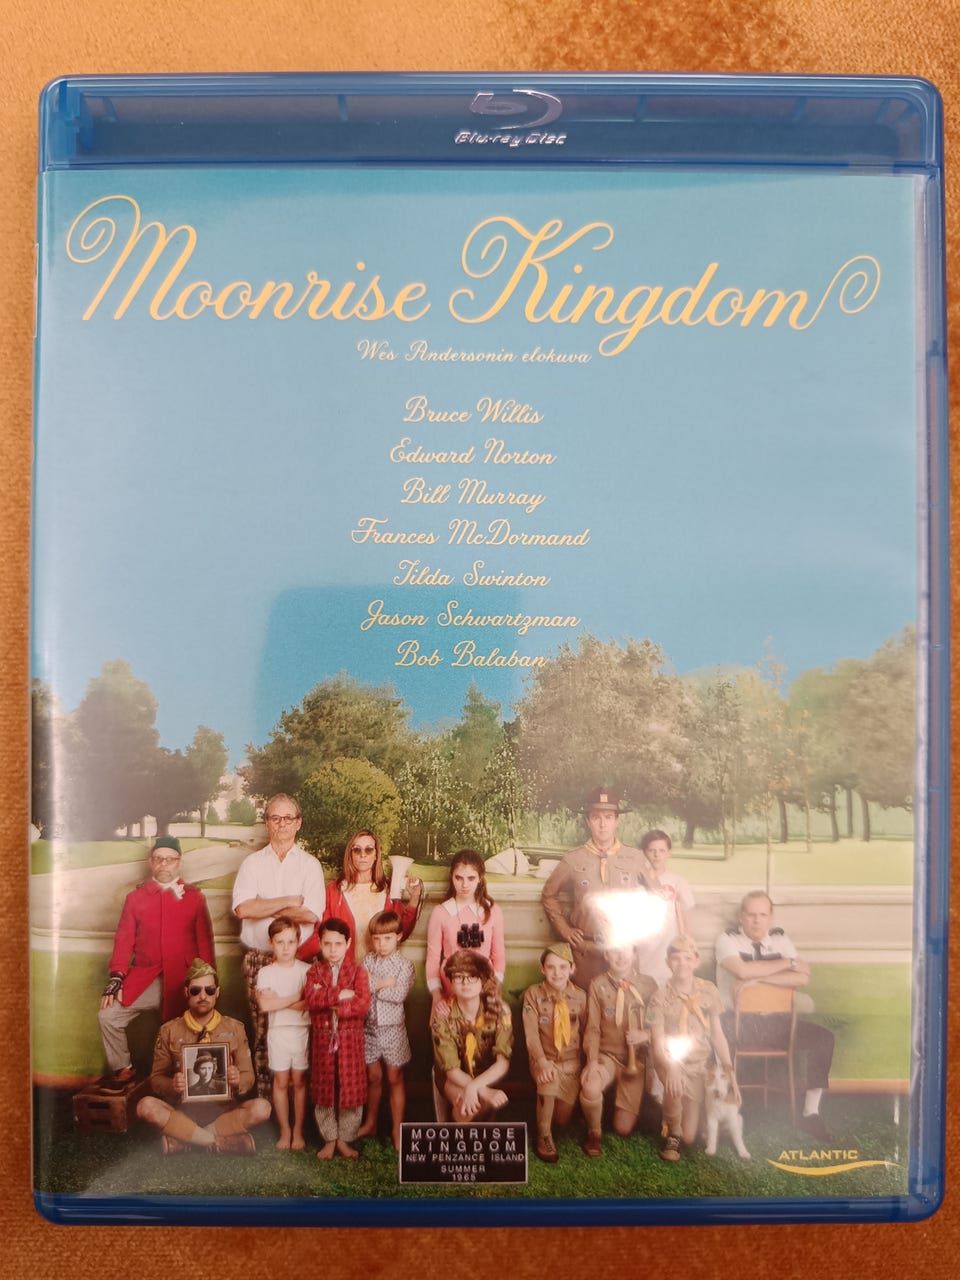 Blu-ray Disc
Moonrise Kingdom
Wes Andersonin elokuva
Bruce Willis
Edward Norton
Bill Murray
Frances McDormand
Tilda Swinton
Jason Schwartzman
Bob Balaban
MOONRISE
KINGDOM
NEW PENZANCE ISLAND
SUMMER
1965
ATLANTIC